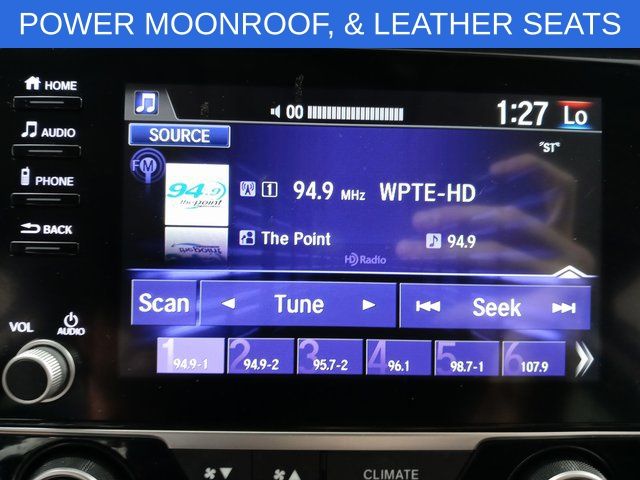 POWER MOONROOF, & LEATHER SEATS
HOME
AUDIO
PHONE
BACK
VOL
AUDIO
00
1:27 Lo
SOURCE
"ST"
FM
94.9
the point
1 94.9 MHz WPTE-HD
The Point 94.9
HD Radio
Scan Tune Seek
1 2 3 4 5 6
94.9-1 94.9-2 95.7-2 96.1 98.7-1 107.9
CLIMATE